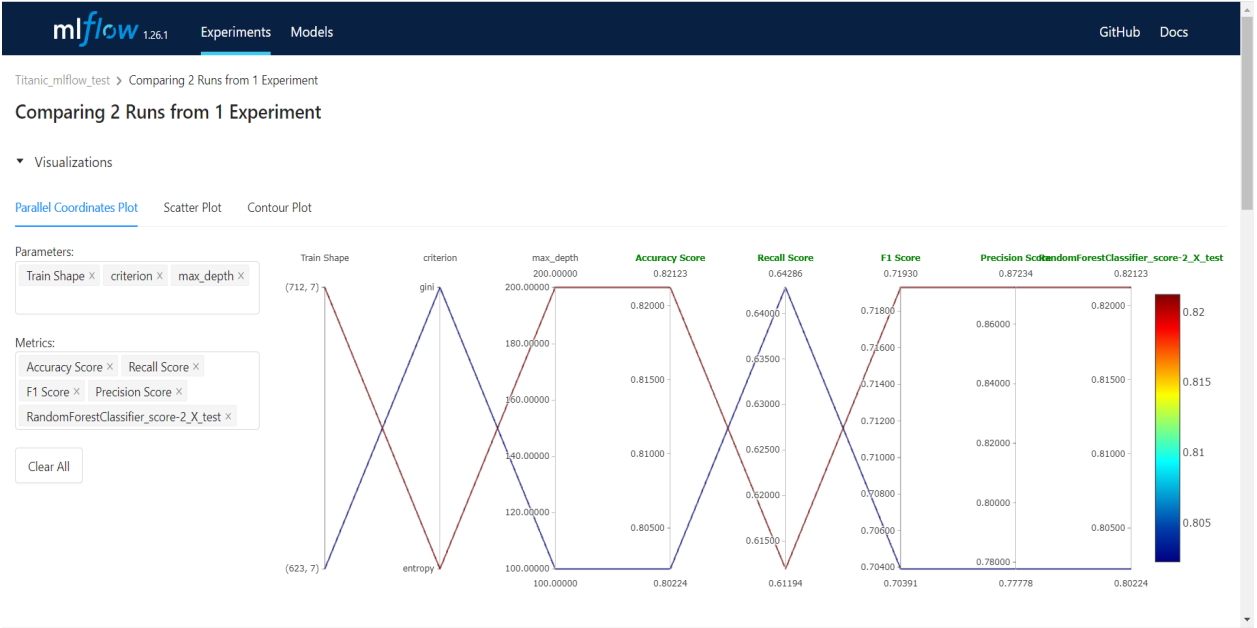 mlflow 1.26.1 Experiments Models GitHub Docs
Titanic_mlflow_test > Comparing 2 Runs from 1 Experiment
Comparing 2 Runs from 1 Experiment
Visualizations
Parallel Coordinates Plot Scatter Plot Contour Plot
Parameters:
Train Shape × criterion × max_depth ×
Metrics:
Accuracy Score × Recall Score ×
F1 Score × Precision Score ×
RandomForestClassifier_score-2_X_test ×
Clear All
Train Shape criterion max_depth Accuracy Score Recall Score F1 Score Precision Score RandomForestClassifier_score-2_X_test
200.00000 0.82123 0.64286 0.71930 0.87234 0.82123
(712, 7)
(623, 7)
gini
entropy
200.00000
180.00000
160.00000
140.00000
120.00000
100.00000
0.82000
0.81500
0.81000
0.80500
0.64000
0.63500
0.63000
0.62500
0.62000
0.61500
0.71800
0.71600
0.71400
0.71200
0.71000
0.70800
0.70600
0.70400
0.86000
0.84000
0.82000
0.80000
0.78000
0.82000
0.81500
0.81000
0.80500
100.00000 0.80224 0.61194 0.70391 0.77778 0.80224
0.82
0.815
0.81
0.805